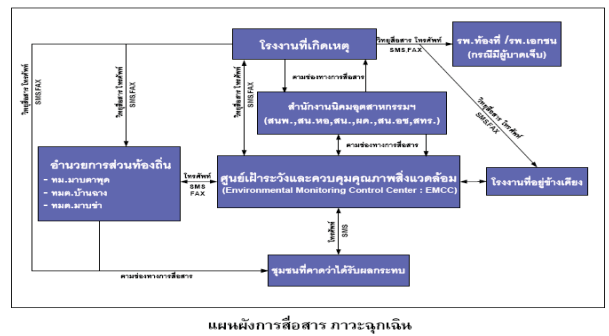 โรงงานที่เกิดเหตุ
วิทยุสื่อสาร โทรศัพท์
SMS,FAX
รพ.ท้องที่ /รพ.เอกชน
(กรณีมีผู้บาดเจ็บ)
วิทยุสื่อสาร โทรศัพท์
SMS,FAX
วิทยุสื่อสาร โทรศัพท์
SMS,FAX
วิทยุสื่อสาร โทรศัพท์
SMS,FAX
ตามช่องทางการสื่อสาร
วิทยุสื่อสาร โทรศัพท์
SMS,FAX
สำนักงานนิคมอุตสาหกรรมฯ
(สนพ.,สน.หอ,สน.,ผด.,สน.อช,สทร.)
ตามช่องทางการสื่อสาร
อำนวยการส่วนท้องถิ่น
- ทม.มาบตาพุด
- ทมต.บ้านฉาง
- ทมต.มาบข่า
โทรศัพท์
SMS
FAX
ศูนย์เฝ้าระวังและควบคุมคุณภาพสิ่งแวดล้อม
(Environmental Monitoring Control Center : EMCC)
โรงงานที่อยู่ข้างเคียง
โทรศัพท์
SMS
ตามช่องทางการสื่อสาร
ชุมชนที่คาดว่าได้รับผลกระทบ
แผนผังการสื่อสาร ภาวะฉุกเฉิน